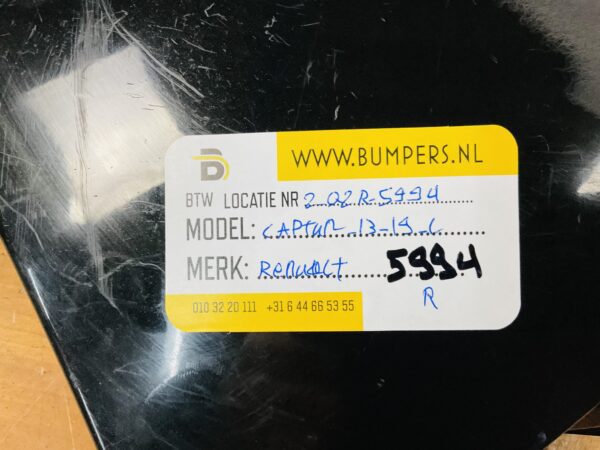 WWW.BUMPERS.NL
BTW LOCATIE NR 2-02R-5994
MODEL: CAPTUR-13-19-C
MERK: RENAULT 5994
010 32 20 111 +31 6 44 66 53 55 R